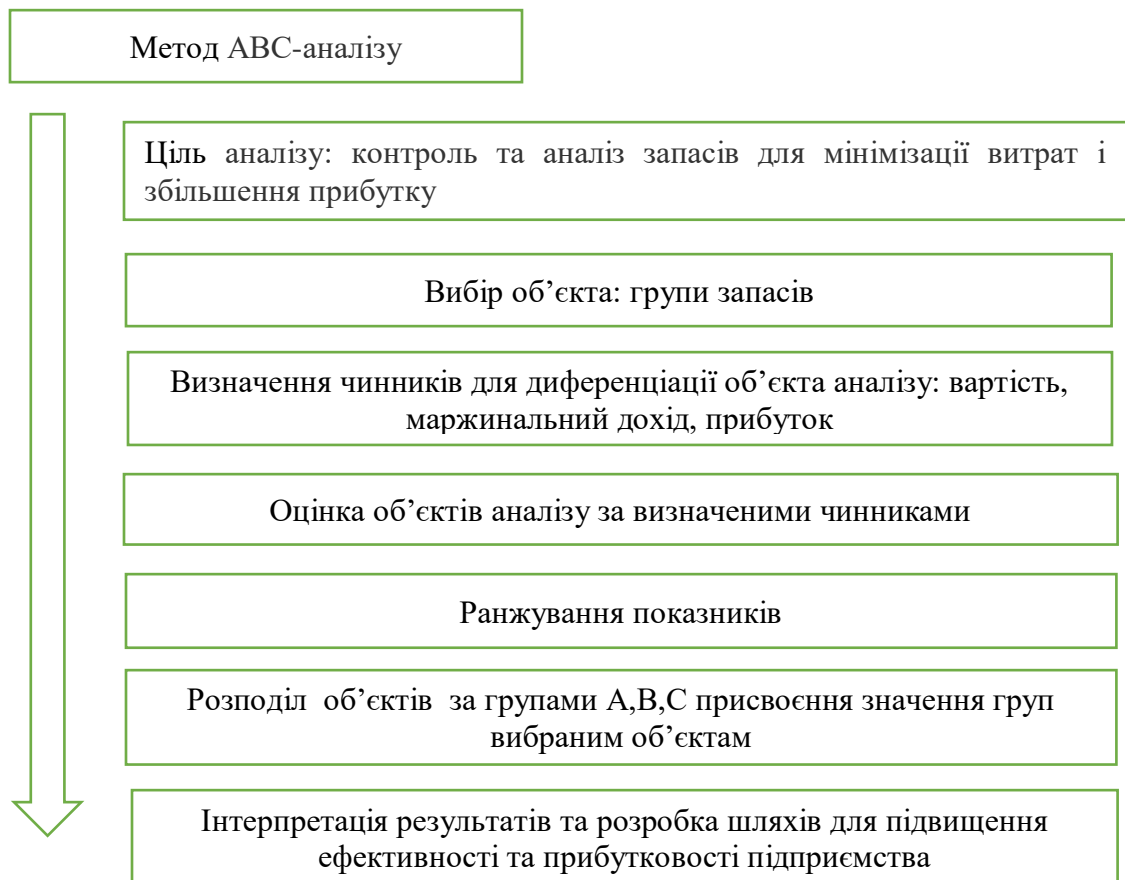 Метод АВС-аналізу
Ціль аналізу: контроль та аналіз запасів для мінімізації витрат і
збільшення прибутку
Вибір об’єкта: групи запасів
Визначення чинників для диференціації об’єкта аналізу: вартість,
маржинальний дохід, прибуток
Оцінка об’єктів аналізу за визначеними чинниками
Ранжування показників
Розподіл об’єктів за групами А,В,С присвоєння значення груп
вибраним об’єктам
Інтерпретація результатів та розробка шляхів для підвищення
ефективності та прибутковості підприємства